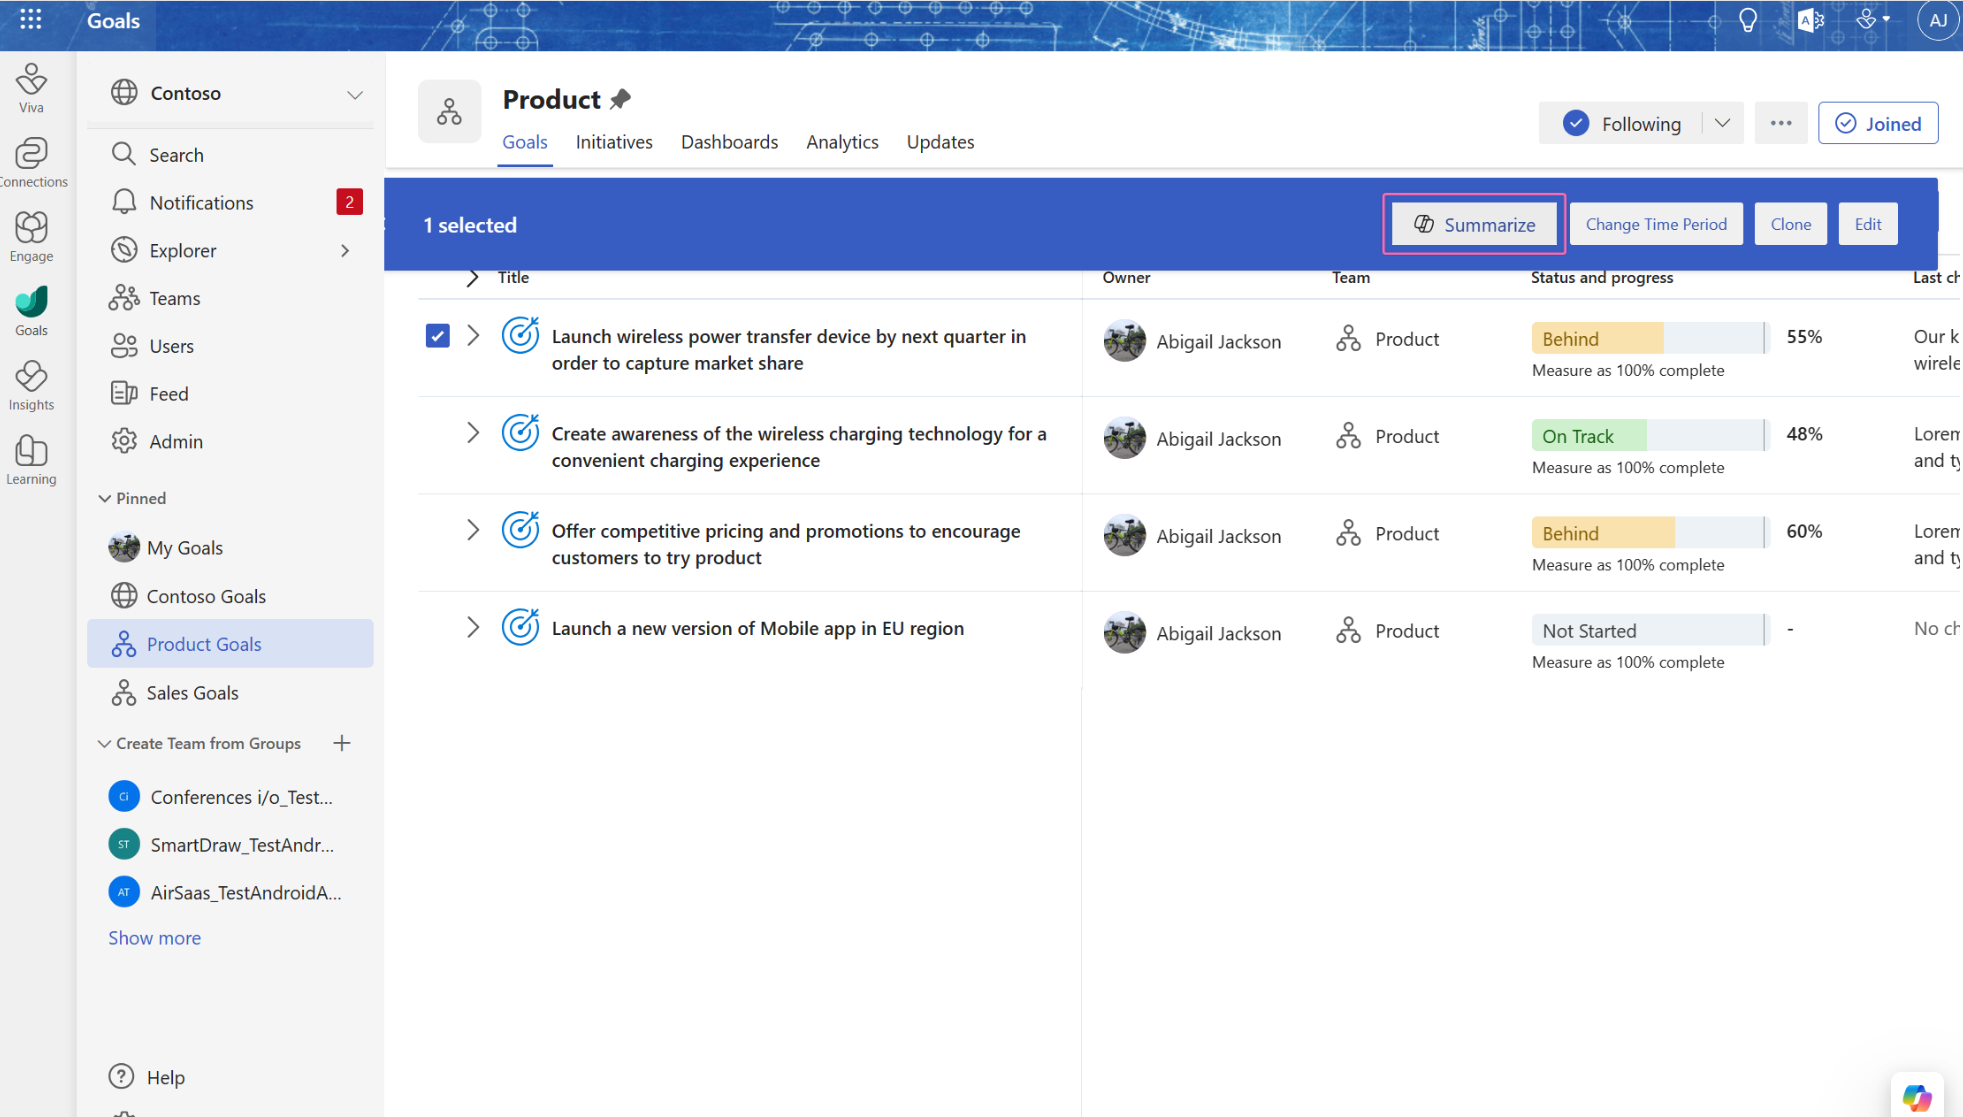 Goals
AJ
Viva
Connections
Engage
Goals
Insights
Learning
Contoso
Search
Notifications
2
Explorer
Teams
Users
Feed
Admin
Pinned
My Goals
Contoso Goals
Product Goals
Sales Goals
Create Team from Groups
Ci Conferences i/o_Test...
ST SmartDraw_TestAndr...
AT AirSaas_TestAndroidA...
Show more
Help
Product
Goals Initiatives Dashboards Analytics Updates
Following
Joined
1 selected
Summarize
Change Time Period
Clone
Edit
Title Owner Team Status and progress Last ch
Launch wireless power transfer device by next quarter in
order to capture market share
Abigail Jackson
Product
Behind
55%
Measure as 100% complete
Our k
wirele
Create awareness of the wireless charging technology for a
convenient charging experience
Abigail Jackson
Product
On Track
48%
Measure as 100% complete
Lorem
and ty
Offer competitive pricing and promotions to encourage
customers to try product
Abigail Jackson
Product
Behind
60%
Measure as 100% complete
Lorem
and ty
Launch a new version of Mobile app in EU region
Abigail Jackson
Product
Not Started
-
Measure as 100% complete
No ch